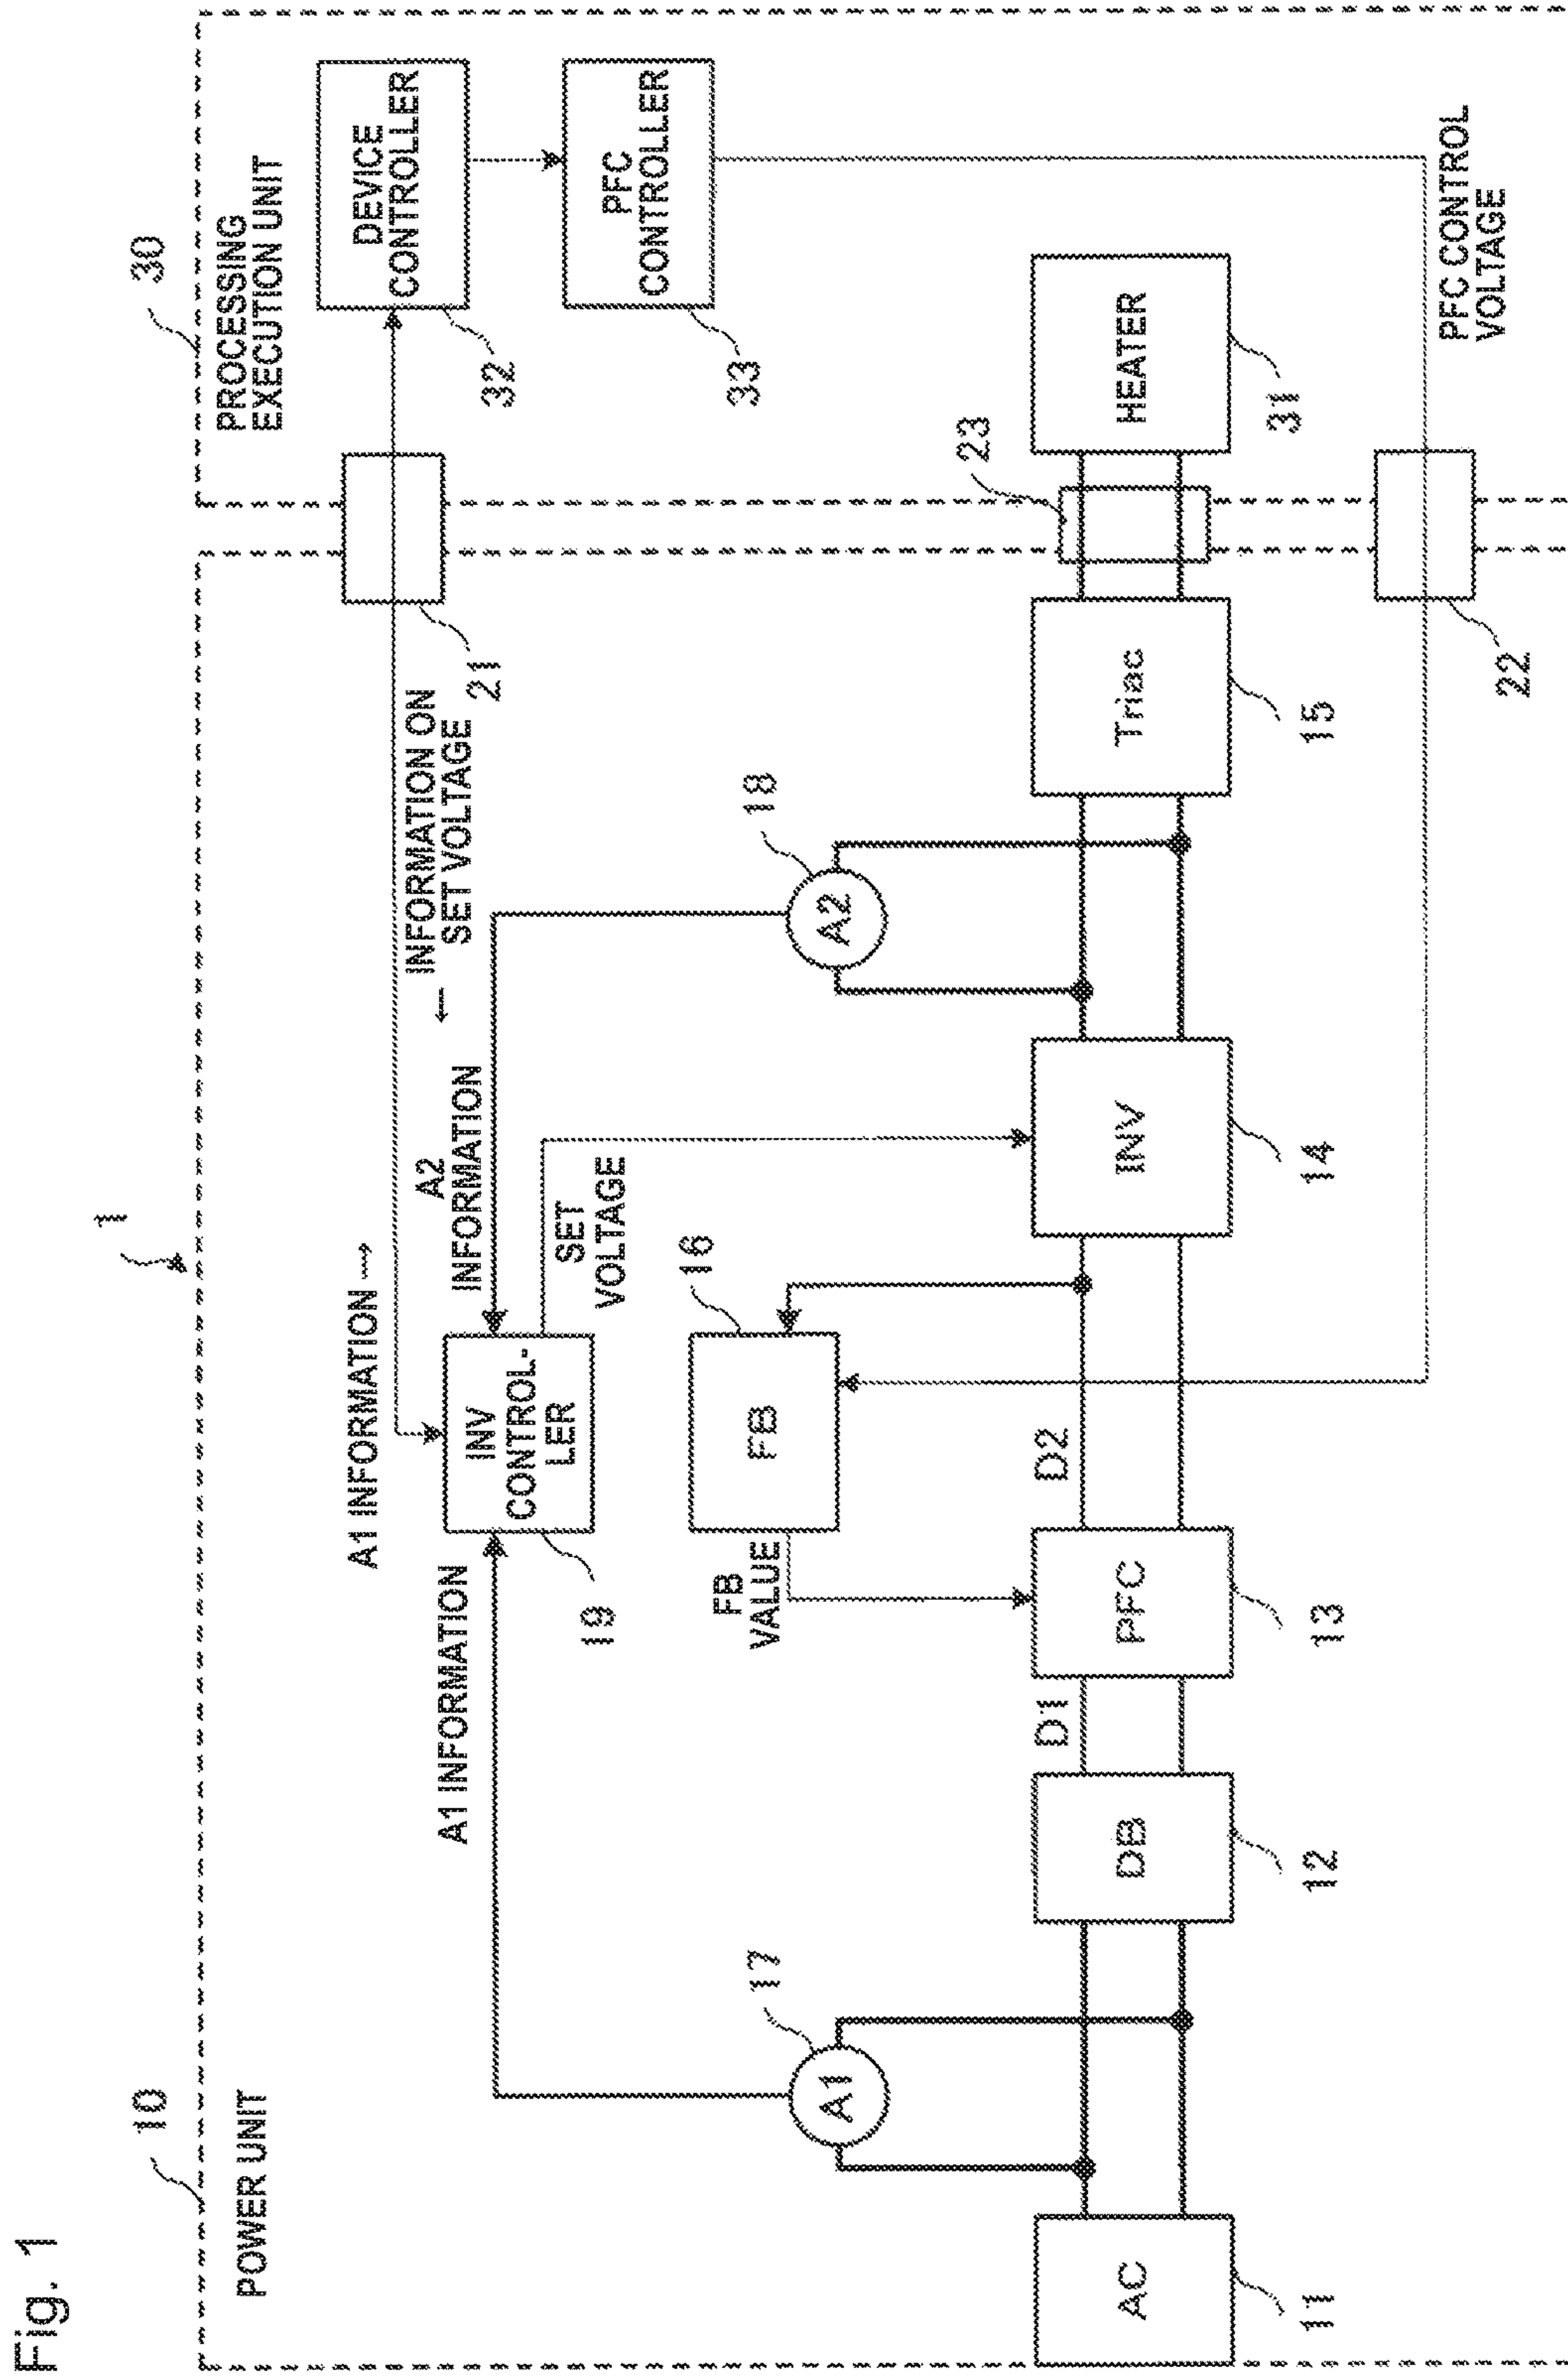 Fig. 1
1
10
POWER UNIT
30
PROCESSING
EXECUTION UNIT
A1 INFORMATION →
← INFORMATION ON
SET VOLTAGE
21
DEVICE
CONTROLLER
32
PFC
CONTROLLER
33
A1 INFORMATION
INV
CONTROL-
LER
19
A2
INFORMATION
SET
VOLTAGE
17
A1
FB
VALUE
FB
16
18
A2
23
AC
11
DB
12
D1
PFC
13
D2
INV
14
Triac
15
HEATER
31
22
PFC CONTROL
VOLTAGE